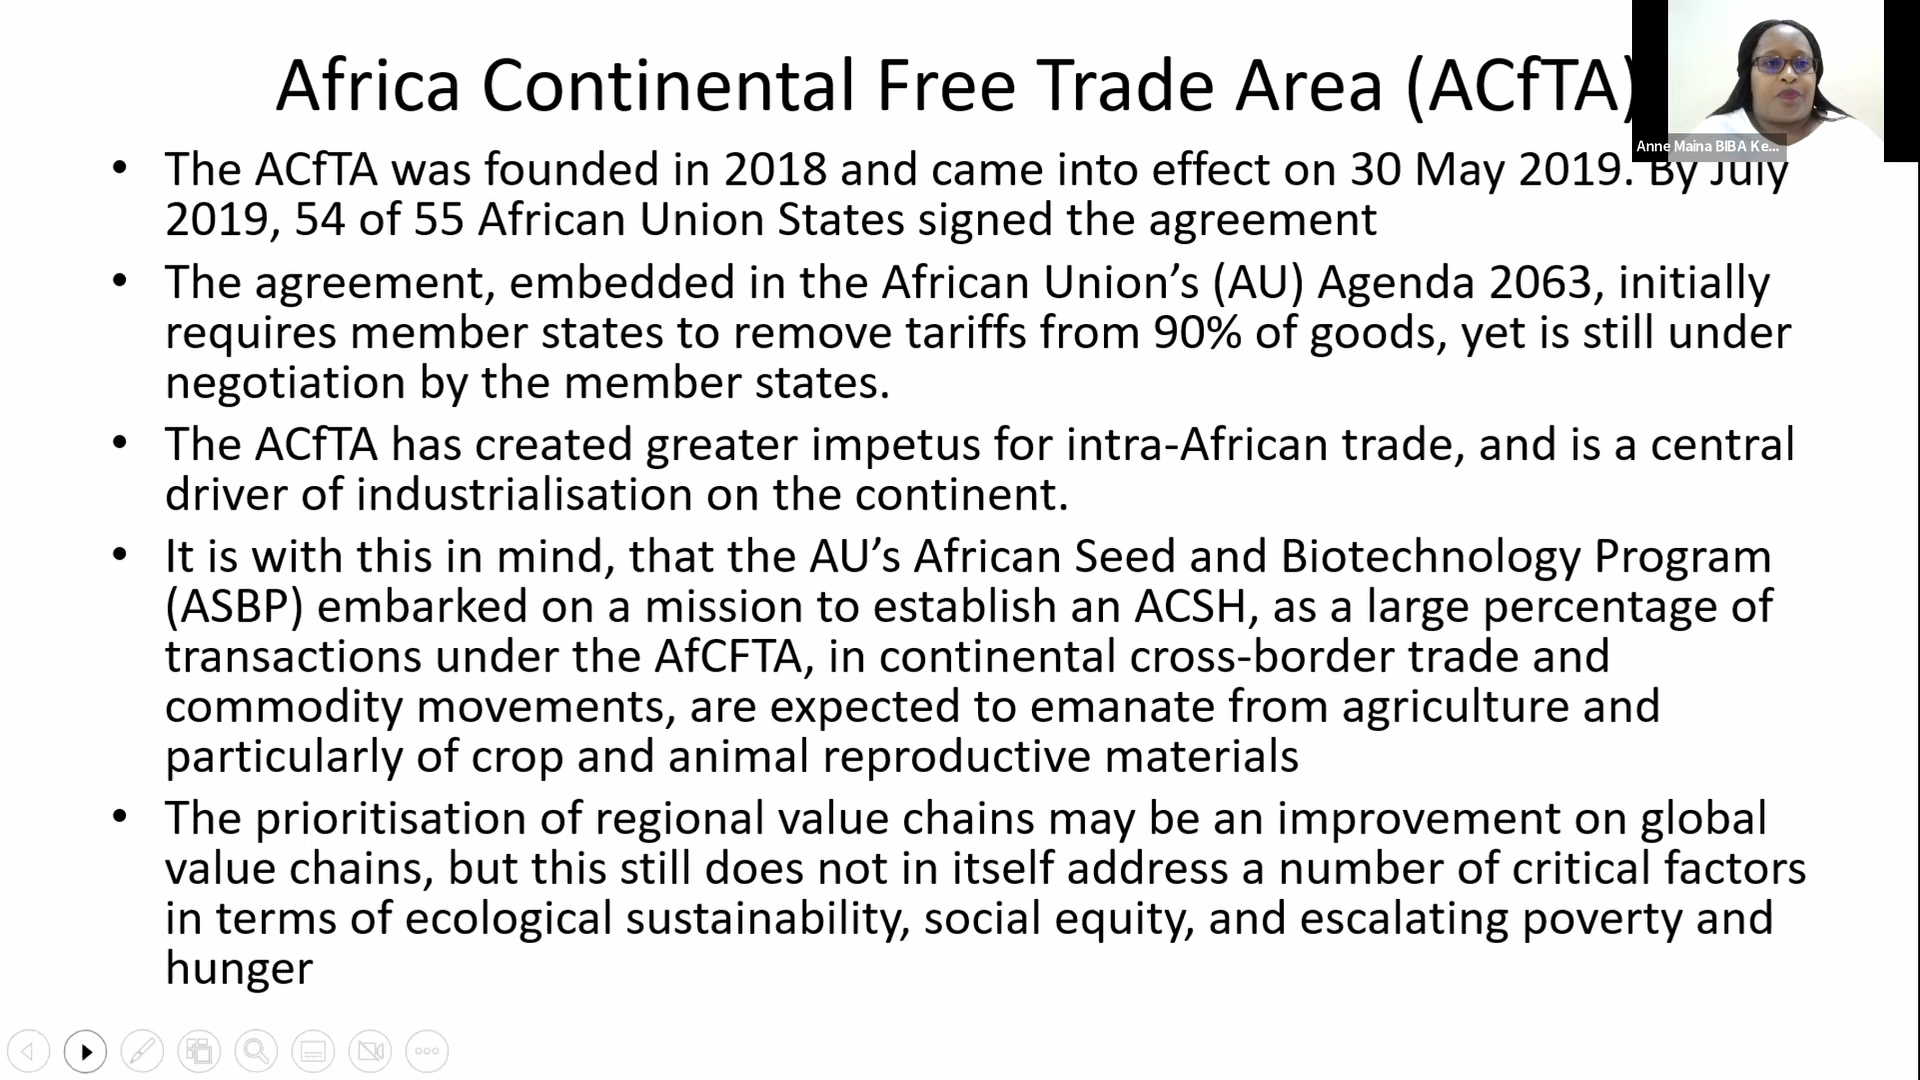 Africa Continental Free Trade Area (ACfTA)
Anne Maina BIBA Ke...
• The ACfTA was founded in 2018 and came into effect on 30 May 2019. By July
2019, 54 of 55 African Union States signed the agreement
• The agreement, embedded in the African Union’s (AU) Agenda 2063, initially
requires member states to remove tariffs from 90% of goods, yet is still under
negotiation by the member states.
• The ACfTA has created greater impetus for intra-African trade, and is a central
driver of industrialisation on the continent.
• It is with this in mind, that the AU’s African Seed and Biotechnology Program
(ASBP) embarked on a mission to establish an ACSH, as a large percentage of
transactions under the AfCFTA, in continental cross-border trade and
commodity movements, are expected to emanate from agriculture and
particularly of crop and animal reproductive materials
• The prioritisation of regional value chains may be an improvement on global
value chains, but this still does not in itself address a number of critical factors
in terms of ecological sustainability, social equity, and escalating poverty and
hunger